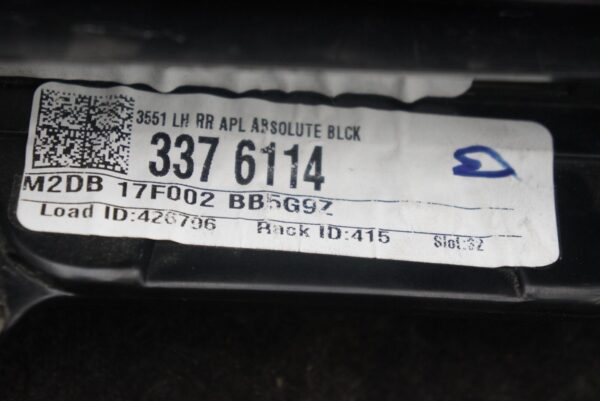 3551 LH RR APL ABSOLUTE BLCK
337 6114
M2DB 17F002 BB5G9Z
Load ID:426796 Rack ID:415 Slot:32